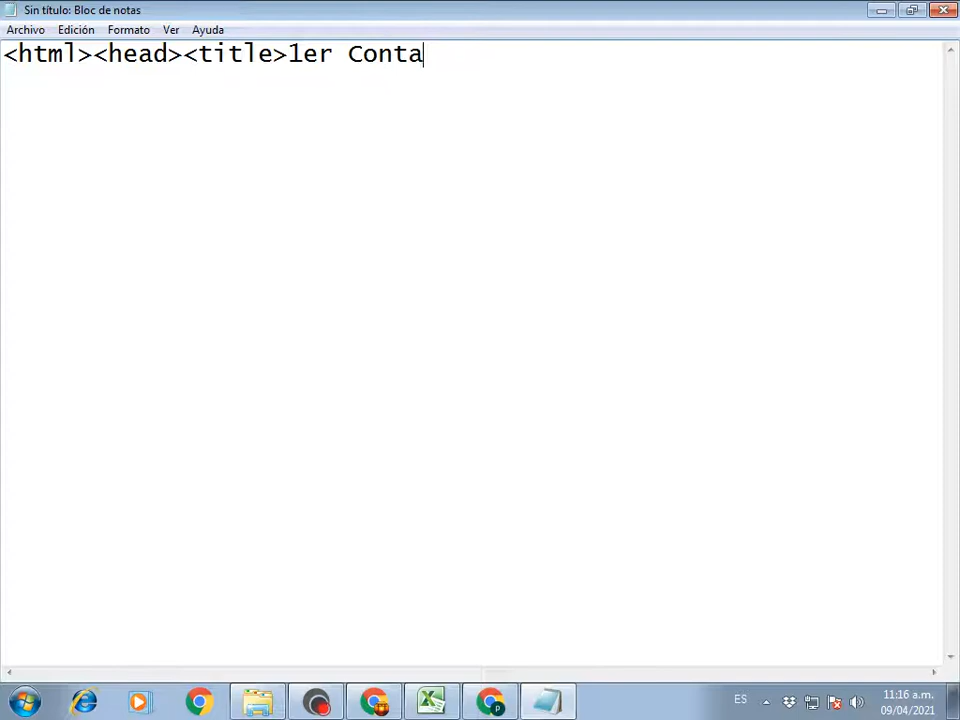 Sin título: Bloc de notas
Archivo Edición Formato Ver Ayuda
<html><head><title>1er Conta
ES
11:16 a.m.
09/04/2021